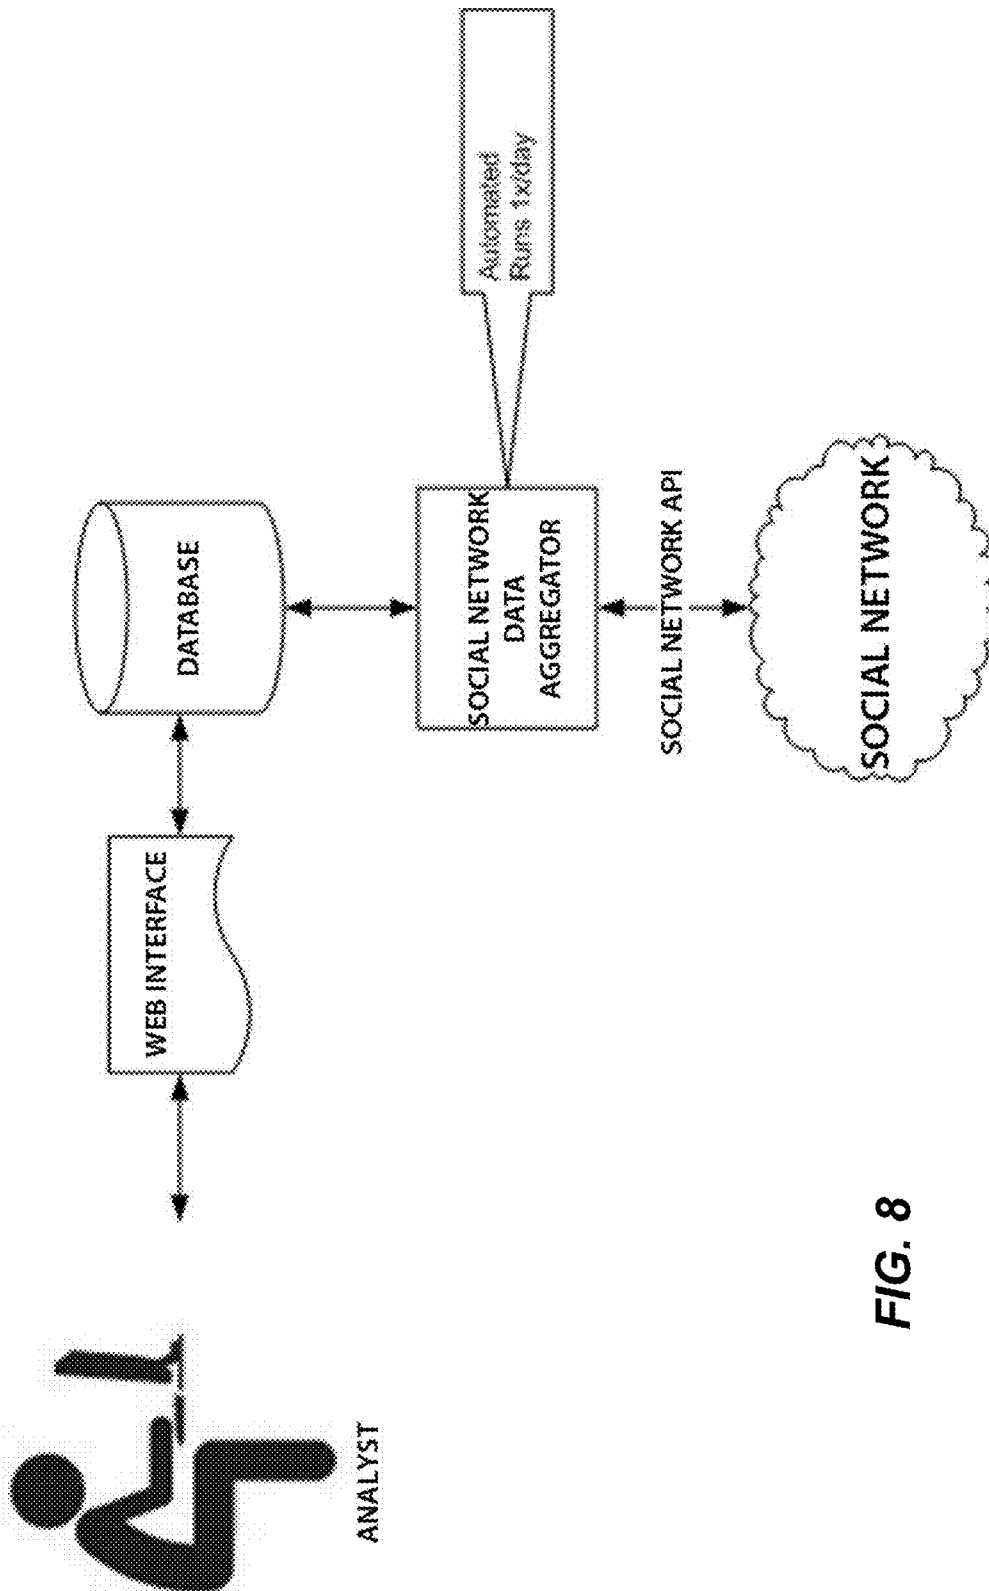 ANALYST
WEB INTERFACE
DATABASE
SOCIAL NETWORK
DATA
AGGREGATOR
Automated
Runs 1x/day
SOCIAL NETWORK API
SOCIAL NETWORK
FIG. 8